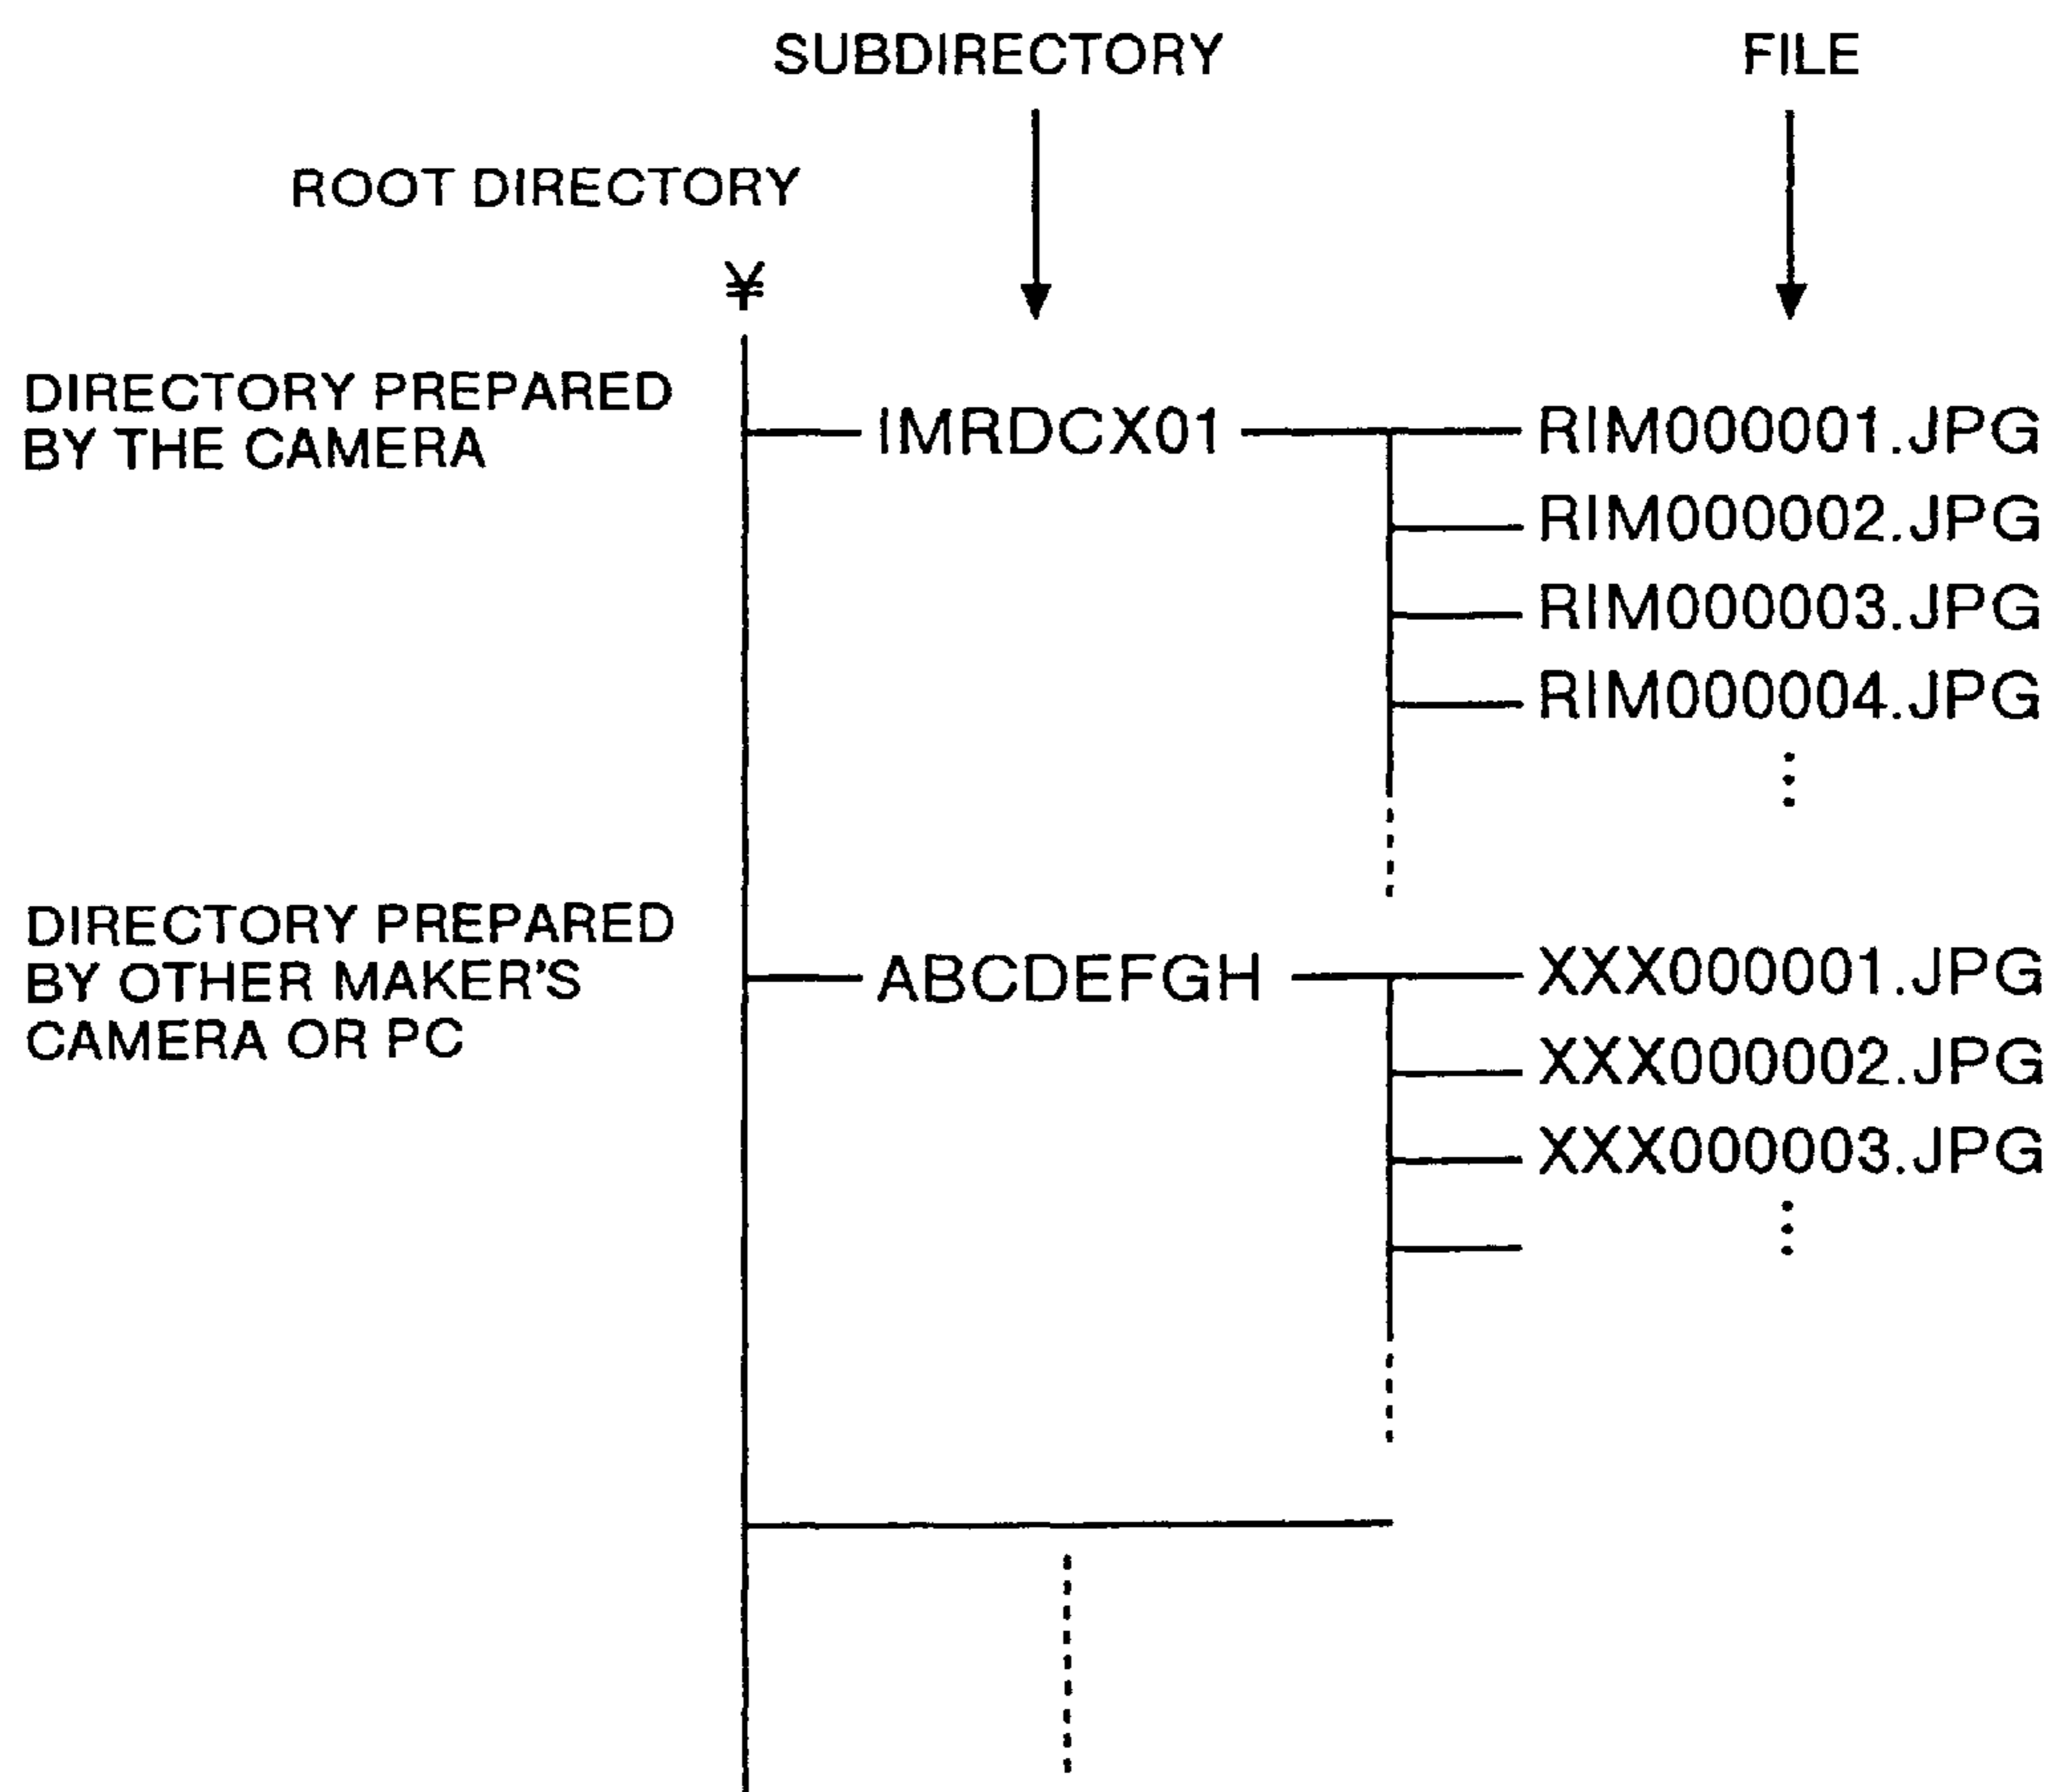 SUBDIRECTORY
FILE
ROOT DIRECTORY
¥
DIRECTORY PREPARED
BY THE CAMERA
IMRDCX01
RIM000001.JPG
RIM000002.JPG
RIM000003.JPG
RIM000004.JPG
DIRECTORY PREPARED
BY OTHER MAKER'S
CAMERA OR PC
ABCDEFGH
XXX000001.JPG
XXX000002.JPG
XXX000003.JPG